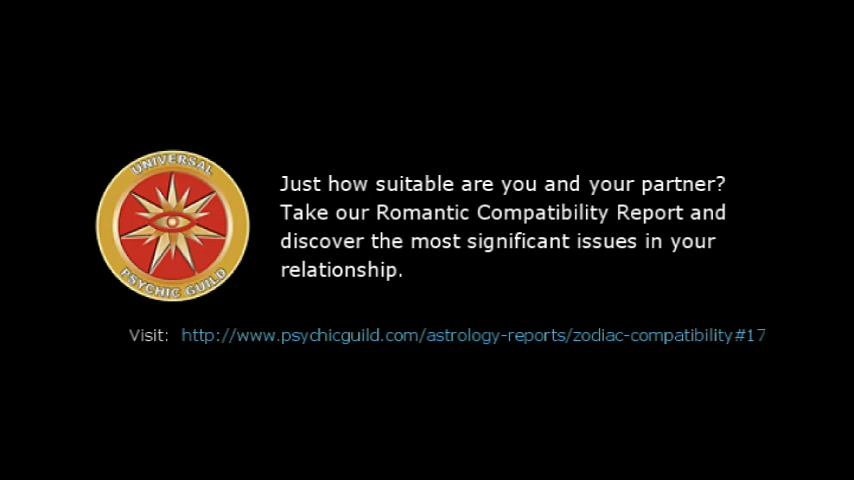 UNIVERSAL
PSYCHIC GUILD
Just how suitable are you and your partner?
Take our Romantic Compatibility Report and
discover the most significant issues in your
relationship.
Visit: http://www.psychicguild.com/astrology-reports/zodiac-compatibility#17